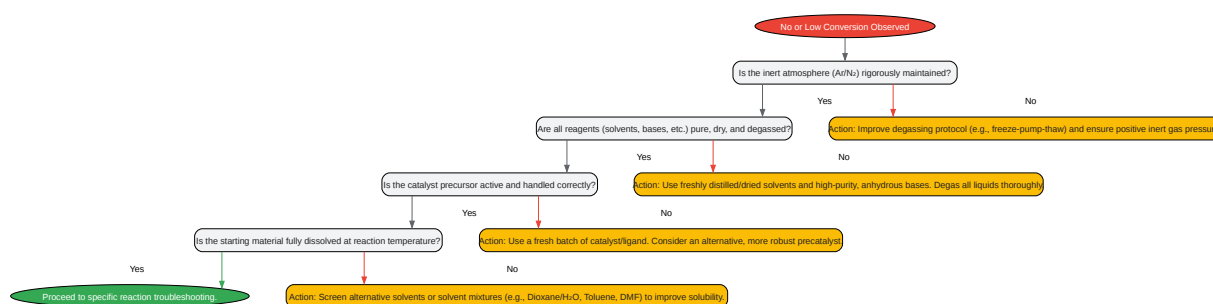 No or Low Conversion Observed
Is the inert atmosphere (Ar/N₂) rigorously maintained?
Yes
No
Are all reagents (solvents, bases, etc.) pure, dry, and degassed?
Action: Improve degassing protocol (e.g., freeze-pump-thaw) and ensure positive inert gas
Yes
No
Is the catalyst precursor active and handled correctly?
Action: Use freshly distilled/dried solvents and high-purity, anhydrous bases. Degas all liquids thoroughly.
Yes
No
Is the starting material fully dissolved at reaction temperature?
Action: Use a fresh batch of catalyst/ligand. Consider an alternative, more robust precatalyst.
Yes
No
Proceed to specific reaction troubleshooting.
Action: Screen alternative solvents or solvent mixtures (e.g., Dioxane/H₂O, Toluene, DMF) to improve solubility.